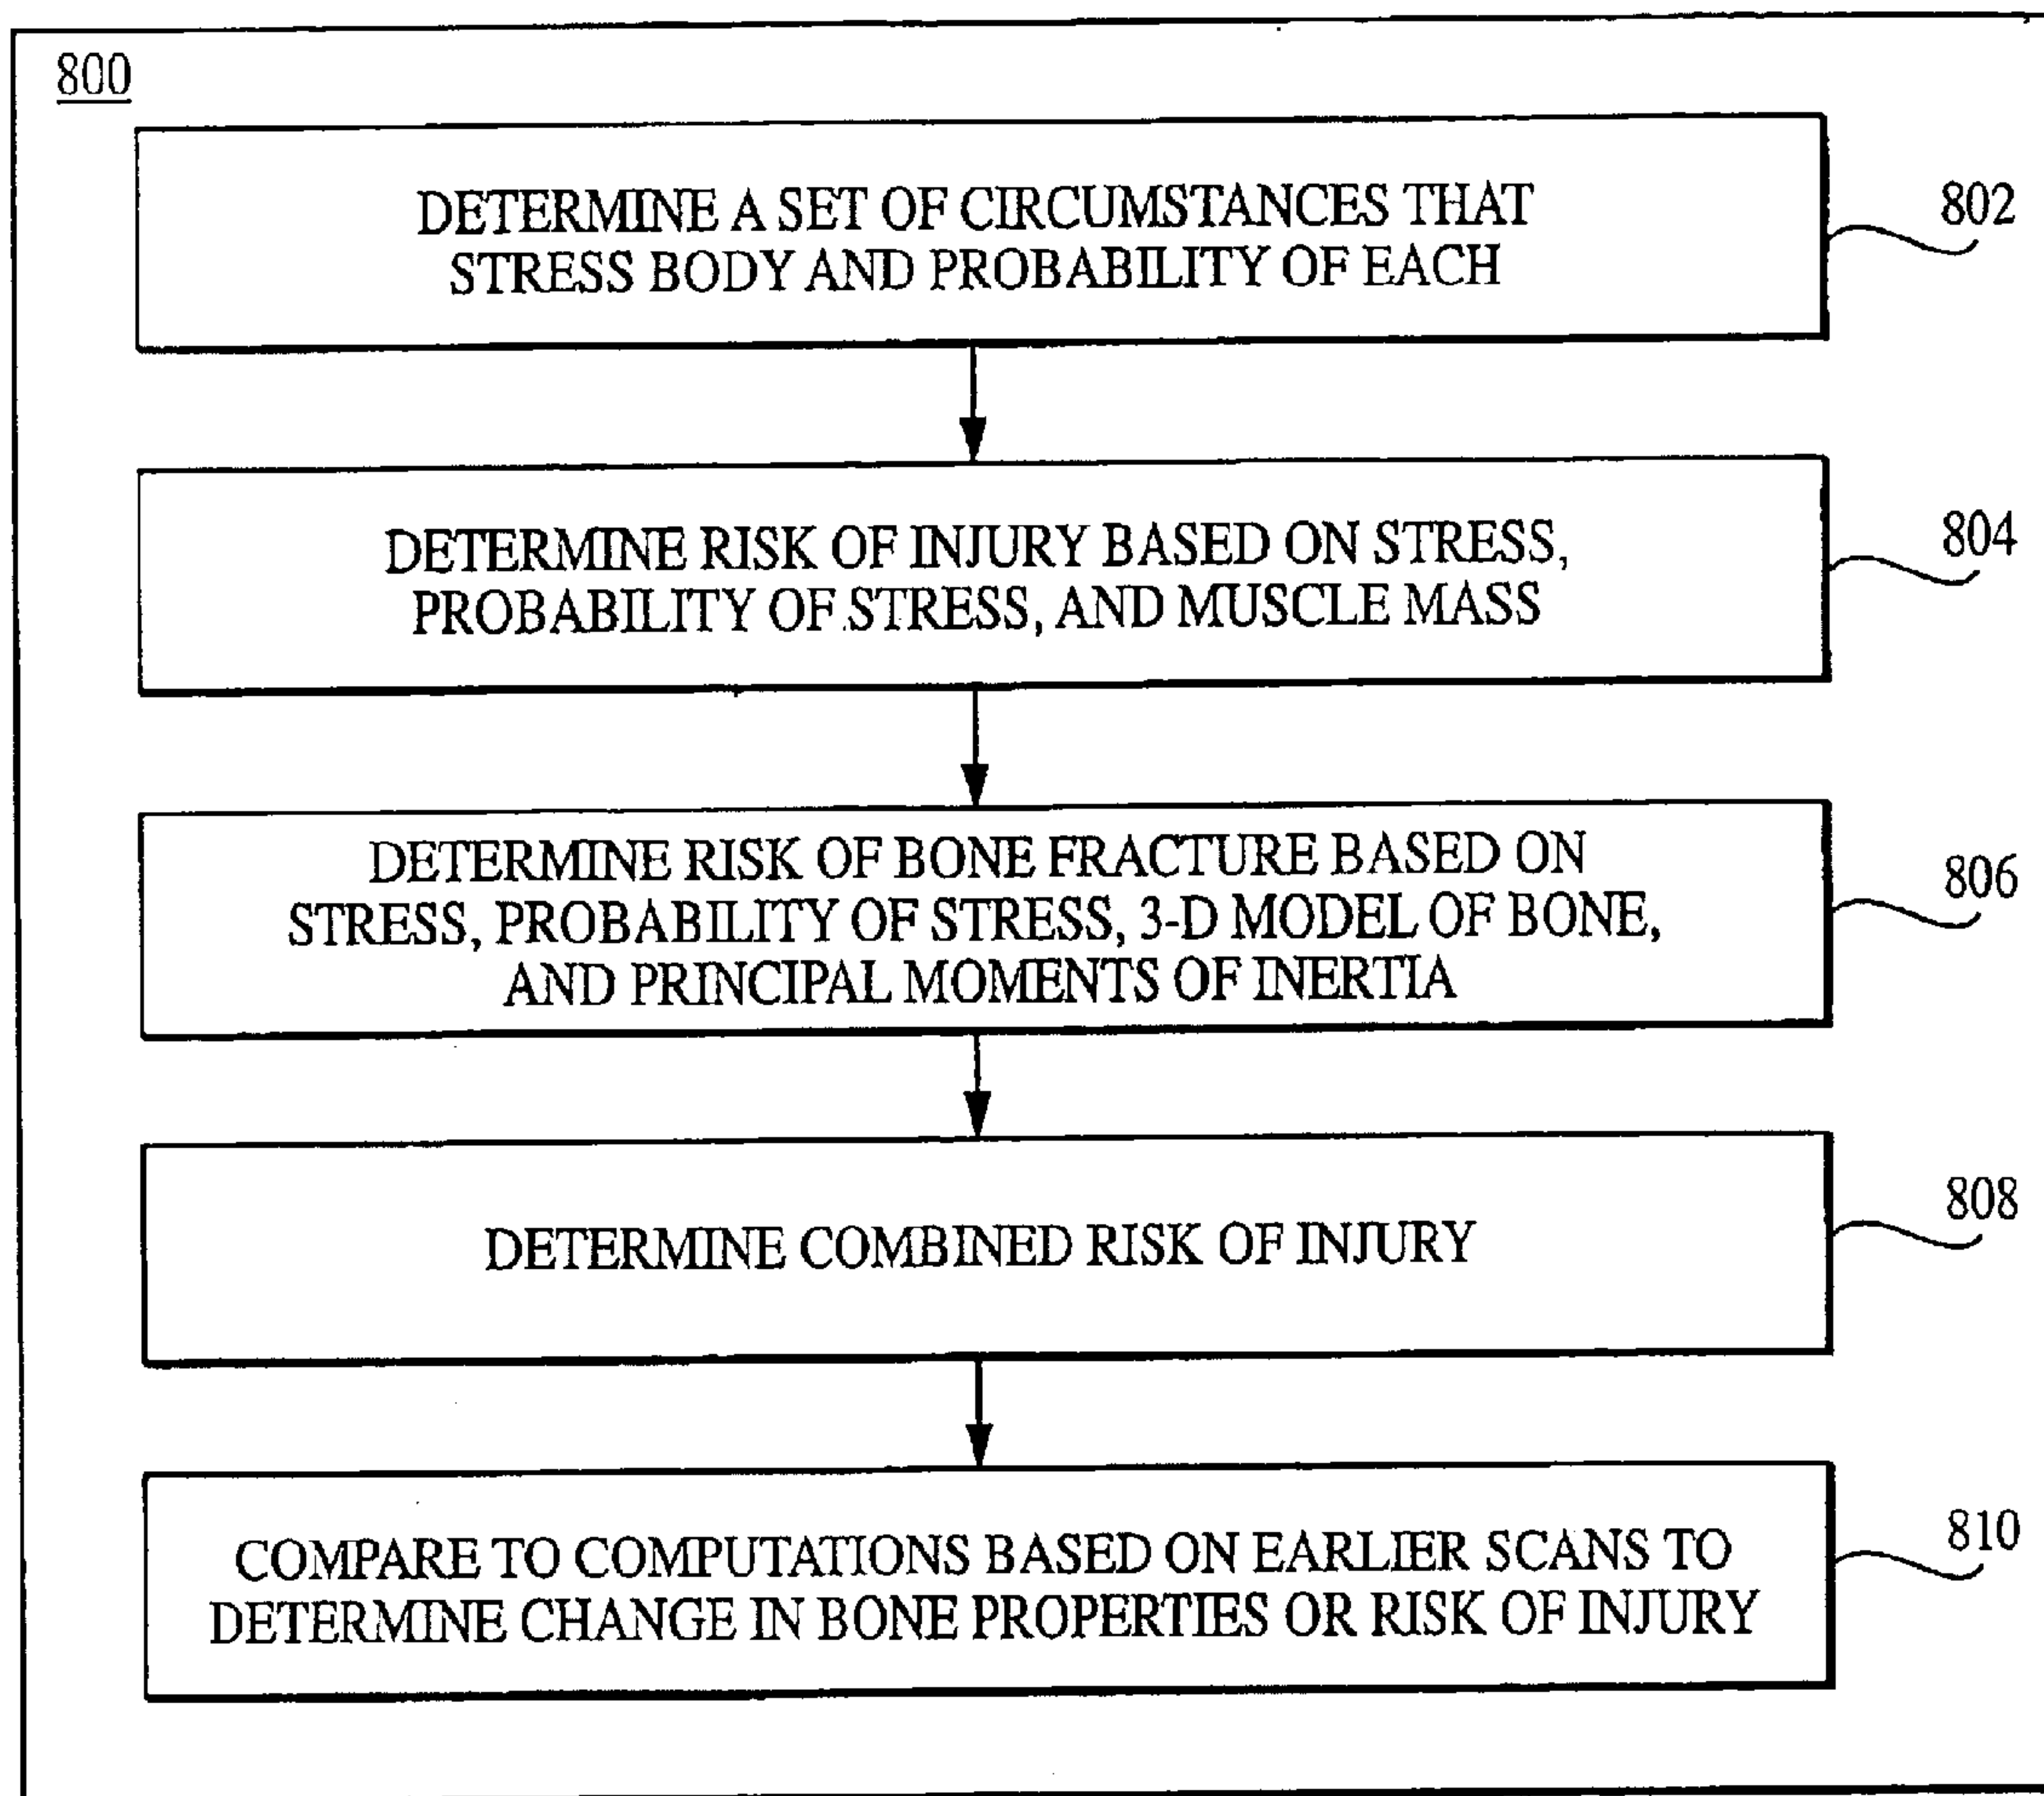 800
DETERMINE A SET OF CIRCUMSTANCES THAT
STRESS BODY AND PROBABILITY OF EACH
802
DETERMINE RISK OF INJURY BASED ON STRESS,
PROBABILITY OF STRESS, AND MUSCLE MASS
804
DETERMINE RISK OF BONE FRACTURE BASED ON
STRESS, PROBABILITY OF STRESS, 3-D MODEL OF BONE,
AND PRINCIPAL MOMENTS OF INERTIA
806
DETERMINE COMBINED RISK OF INJURY
808
COMPARE TO COMPUTATIONS BASED ON EARLIER SCANS TO
DETERMINE CHANGE IN BONE PROPERTIES OR RISK OF INJURY
810